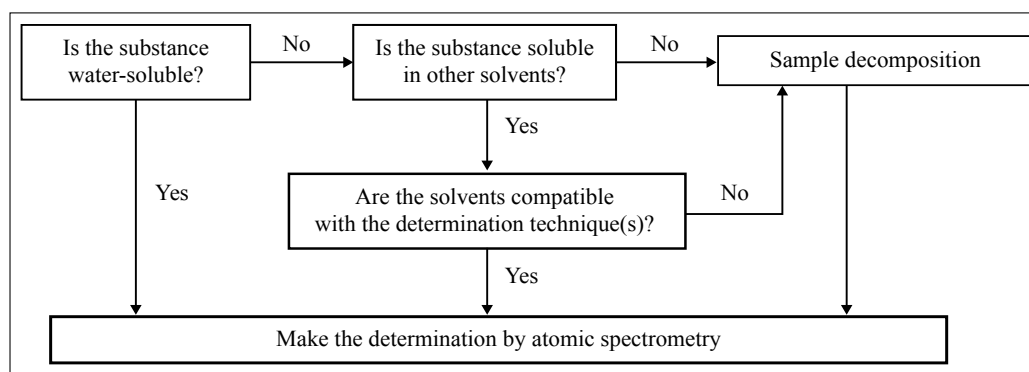 Is the substance
water-soluble?
No
Is the substance soluble
in other solvents?
No
Sample decomposition
Yes
Yes
Are the solvents compatible
with the determination technique(s)?
No
Yes
Make the determination by atomic spectrometry